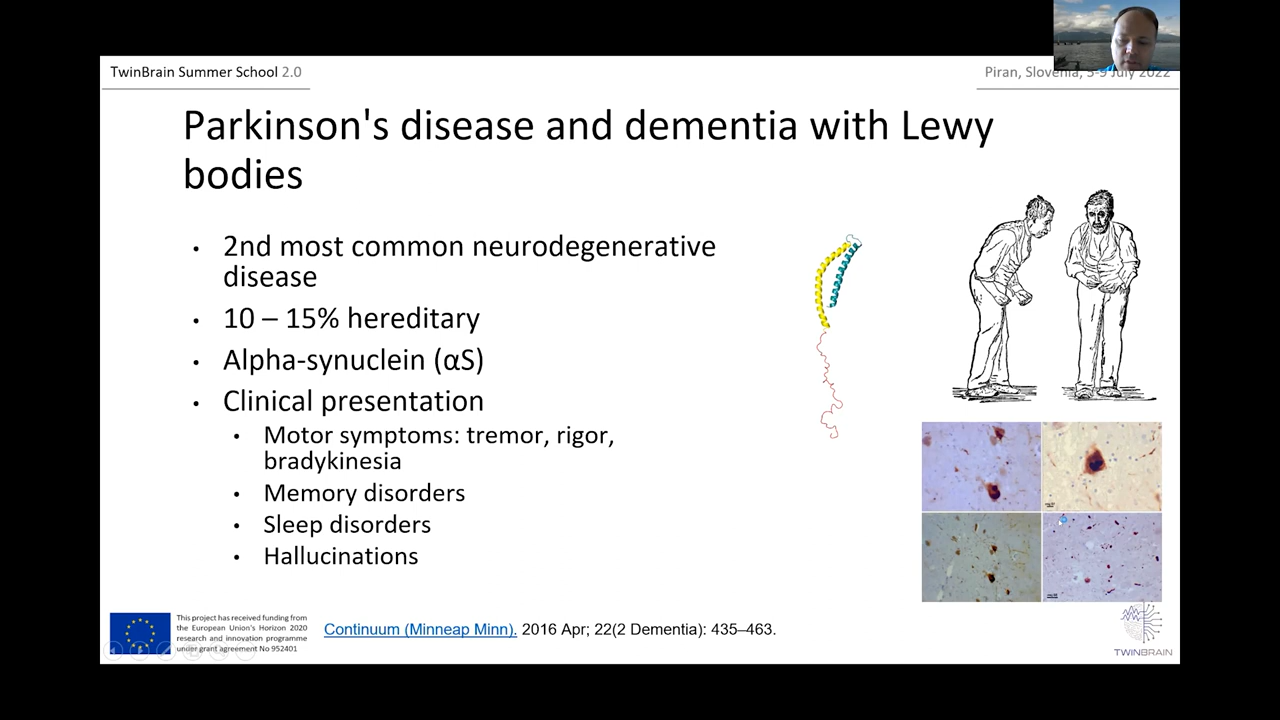 TwinBrain Summer School 2.0
Piran, Slovenia, 5-9 July 2022
Parkinson's disease and dementia with Lewy
bodies
• 2nd most common neurodegenerative
disease
• 10 – 15% hereditary
• Alpha-synuclein (αS)
• Clinical presentation
• Motor symptoms: tremor, rigor,
bradykinesia
• Memory disorders
• Sleep disorders
• Hallucinations
This project has received funding from
the European Union's Horizon 2020
research and innovation programme
under grant agreement No 952401
Continuum (Minneap Minn). 2016 Apr; 22(2 Dementia): 435–463.
TWINBRAIN